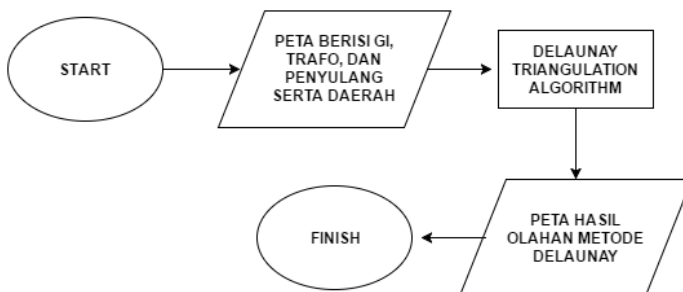 START
PETA BERISI GI,
TRAFO, DAN
PENYULANG
SERTA DAERAH
DELAUNAY
TRIANGULATION
ALGORITHM
PETA HASIL
OLAHAN METODE
DELAUNAY
FINISH